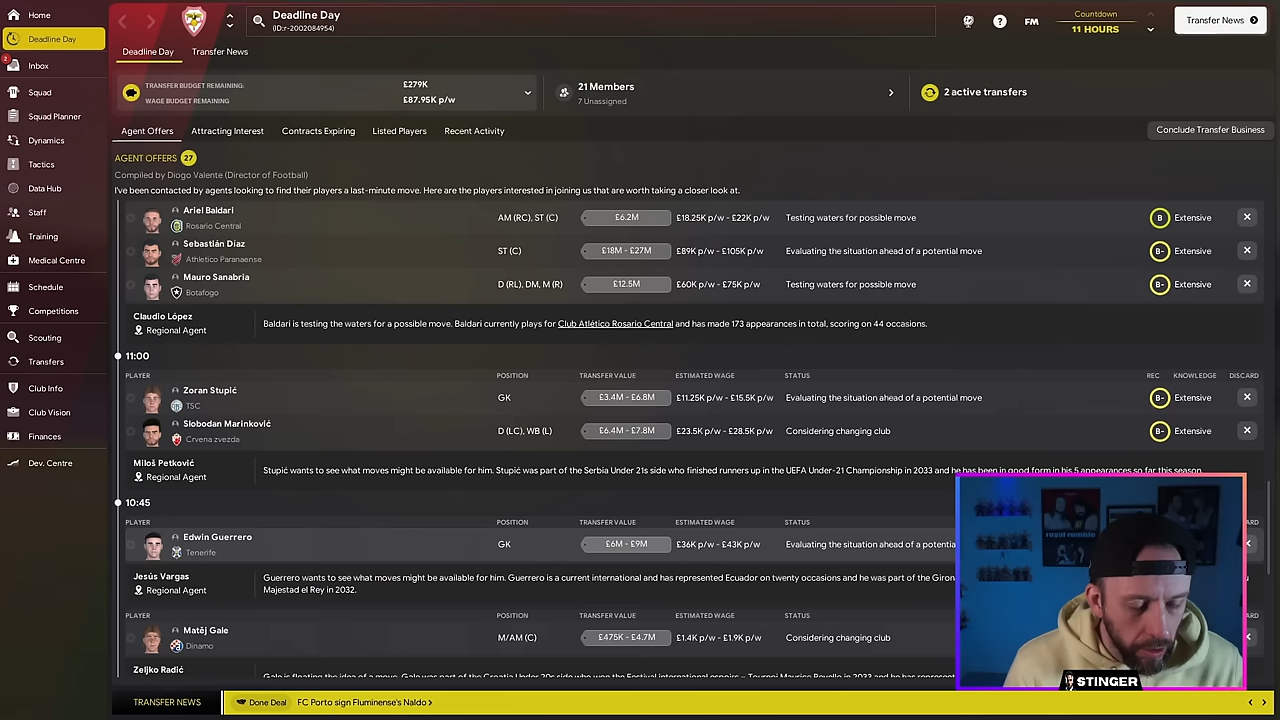 Home
Deadline Day
(ID:r-2002084954)
Countdown
11 HOURS
Transfer News
Deadline Day
2
Inbox
Squad
Squad Planner
Dynamics
Tactics
Data Hub
Staff
Training
Medical Centre
Schedule
Competitions
Scouting
Transfers
Club Info
Club Vision
Finances
Dev. Centre
FM
Deadline Day
Transfer News
TRANSFER BUDGET REMAINING:
£279K
WAGE BUDGET REMAINING
£87.95K p/w
21 Members
7 Unassigned
2 active transfers
Agent Offers
Attracting Interest
Contracts Expiring
Listed Players
Recent Activity
Conclude Transfer Business
AGENT OFFERS 27
Compiled by Diogo Valente (Director of Football)
I've been contacted by agents looking to find their players a last-minute move. Here are the players interested in joining us that are worth taking a closer look at.
Ariel Baldari
Rosario Central
AM (RC), ST (C)
£6.2M
£18.25K p/w - £22K p/w
Testing waters for possible move
B
Extensive
Sebastián Díaz
Athletico Paranaense
ST (C)
£18M - £27M
£89K p/w - £105K p/w
Evaluating the situation ahead of a potential move
B-
Extensive
Mauro Sanabria
Botafogo
D (RL), DM, M (R)
£12.5M
£60K p/w - £75K p/w
Testing waters for possible move
B-
Extensive
Claudio López
Regional Agent
Baldari is testing the waters for a possible move. Baldari currently plays for Club Atlético Rosario Central and has made 173 appearances in total, scoring on 44 occasions.
11:00
PLAYER POSITION TRANSFER VALUE ESTIMATED WAGE STATUS REC KNOWLEDGE DISCARD
Zoran Stupić
TSC
GK
£3.4M - £6.8M
£11.25K p/w - £15.5K p/w
Evaluating the situation ahead of a potential move
B-
Extensive
Slobodan Marinković
Crvena zvezda
D (LC), WB (L)
£6.4M - £7.8M
£23.5K p/w - £28.5K p/w
Considering changing club
B-
Extensive
Miloš Petković
Regional Agent
Stupić wants to see what moves might be available for him. Stupić was part of the Serbia Under 21s side who finished runners up in the UEFA Under-21 Championship in 2033 and he has been in good form in his 5 appearances so far this season.
10:45
PLAYER POSITION TRANSFER VALUE ESTIMATED WAGE STATUS
Edwin Guerrero
Tenerife
GK
£6M - £9M
£36K p/w - £43K p/w
Evaluating the situation ahead of a potentia
Jesús Vargas
Regional Agent
Guerrero wants to see what moves might be available for him. Guerrero is a current international and has represented Ecuador on twenty occasions and he was part of the Giron
Majestad el Rey in 2032.
PLAYER POSITION TRANSFER VALUE ESTIMATED WAGE STATUS
Matěj Gale
Dinamo
M/AM (C)
£475K - £4.7M
£1.4K p/w - £1.9K p/w
Considering changing club
Zeljko Radić
royal rumble
STINGER
TRANSFER NEWS
Done Deal
FC Porto sign Fluminense's Naldo